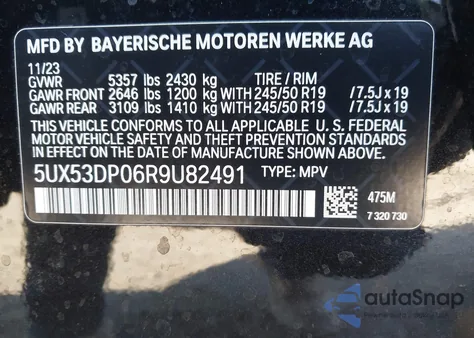 MFD BY BAYERISCHE MOTOREN WERKE AG
11/23
GVWR 5357 lbs 2430 kg TIRE / RIM
GAWR FRONT 2646 lbs 1200 kg WITH 245/50 R19 /7.5J x 19
GAWR REAR 3109 lbs 1410 kg WITH 245/50 R19 /7.5J x 19
THIS VEHICLE CONFORMS TO ALL APPLICABLE U. S. FEDERAL
MOTOR VEHICLE SAFETY, BUMPER AND THEFT PREVENTION
STANDARDS IN EFFECT ON THE DATE OF MANUFACTURE SHOWN ABOVE.
5UX53DP06R9U82491 TYPE: MPV
475M
7 320 730
autaSnap